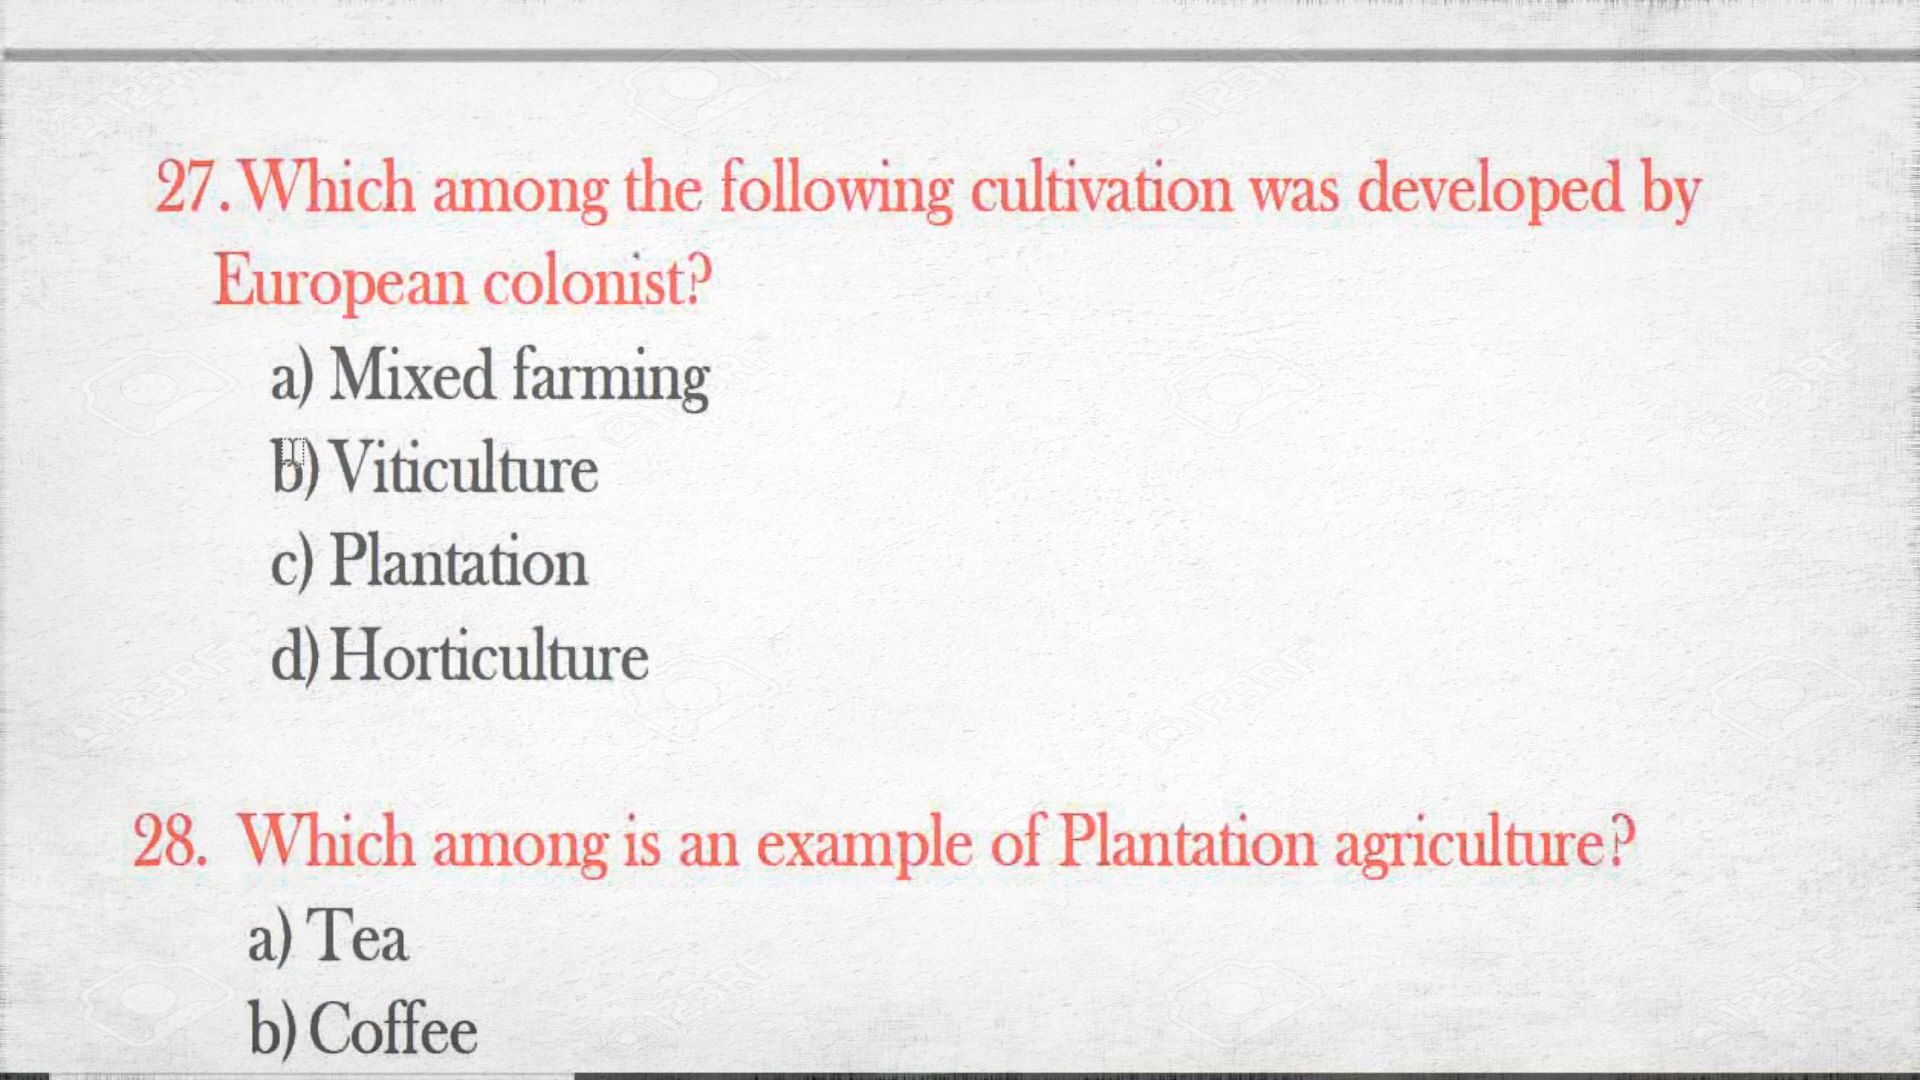 27. Which among the following cultivation was developed by
European colonist?
a) Mixed farming
b) Viticulture
c) Plantation
d) Horticulture
28. Which among is an example of Plantation agriculture?
a) Tea
b) Coffee